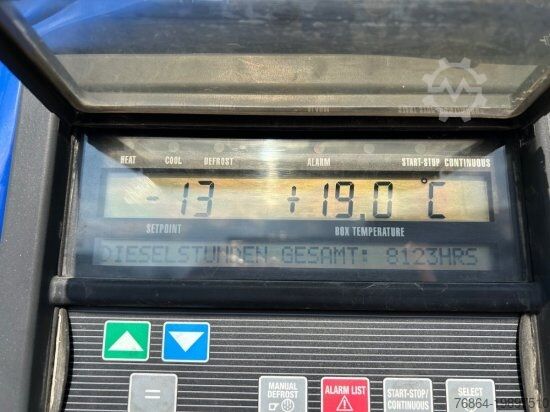 HEAT COOL DEFROST ALARM START-STOP CONTINUOUS
-13 +19.0 °C
SETPOINT BOX TEMPERATURE
DIESELSTUNDEN GESAMT: 8123HRS
=
MANUAL DEFROST
ALARM LIST
START-STOP/ CONTINUOUS
SELECT